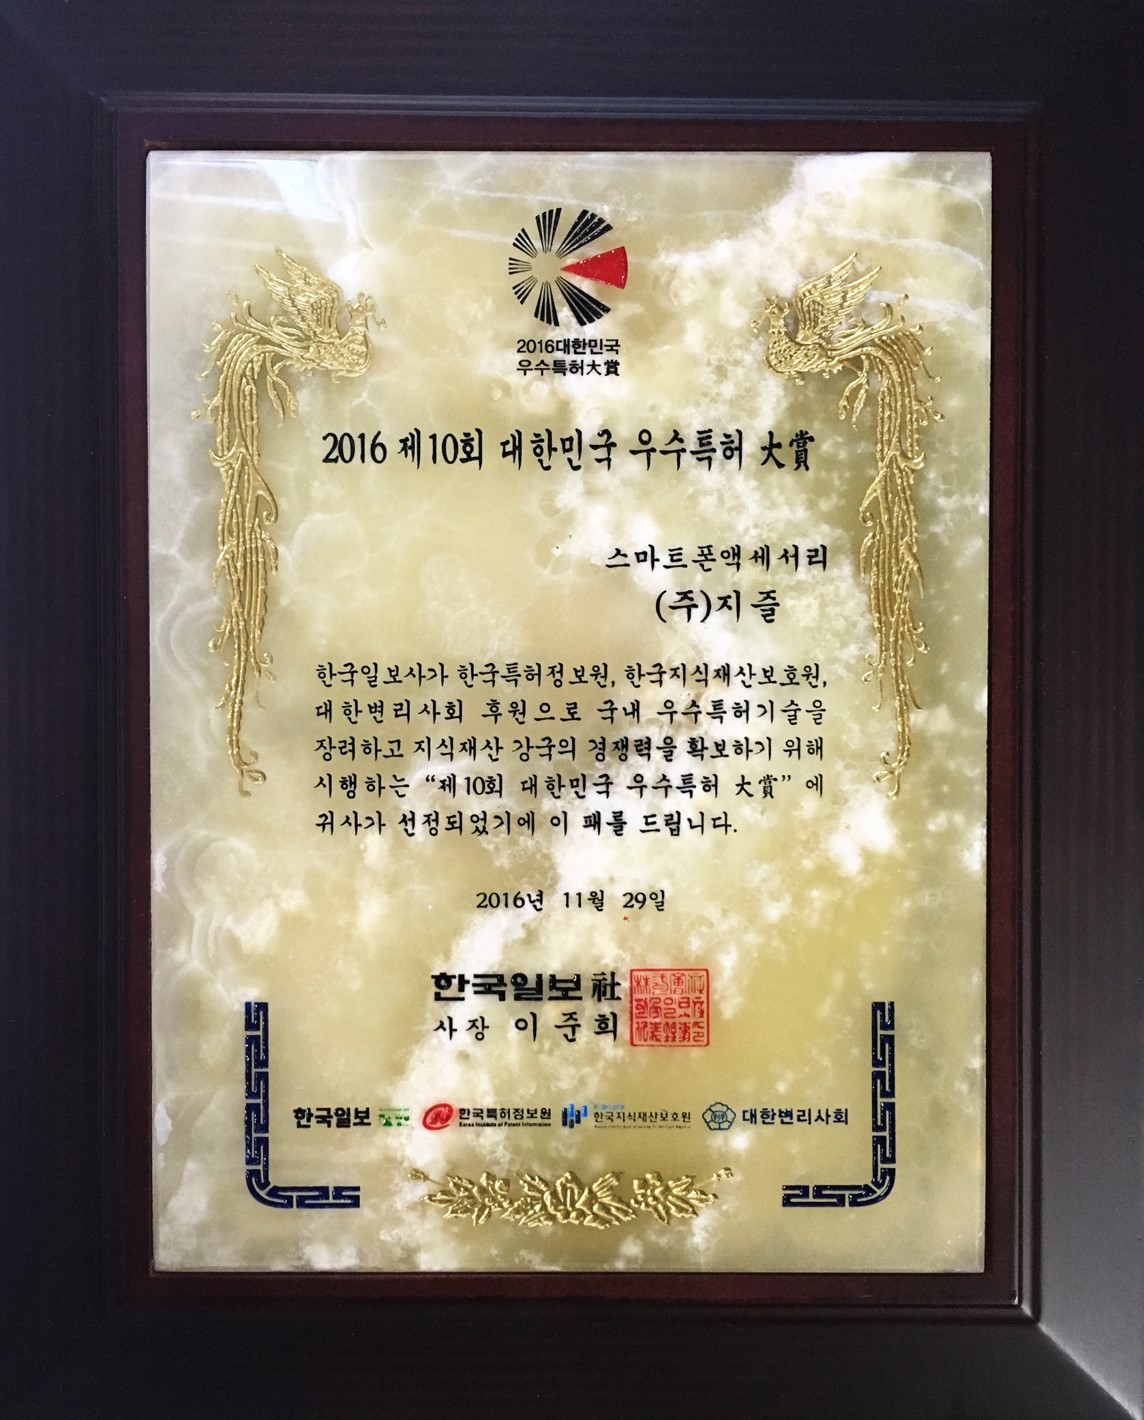 2016대한민국
우수특허大賞
2016 제10회 대한민국 우수특허 大賞
스마트폰액세서리
(주)지즐
한국일보사가 한국특허정보원, 한국지식재산보호원,
대한변리사회 후원으로 국내 우수특허기술을
장려하고 지식재산 강국의 경쟁력을 확보하기 위해
시행하는 “제10회 대한민국 우수특허 大賞” 에
귀사가 선정되었기에 이 패를 드립니다.
2016년 11월 29일
한국일보社
사장 이준희
한국일보 한국특허정보원 한국지식재산보호원 대한변리사회
Korea Institute of Patent Information